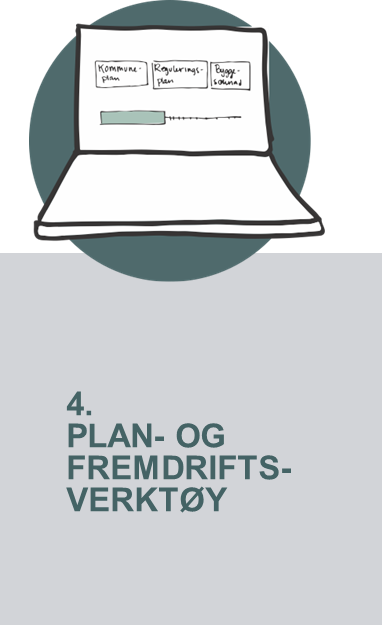 Kommune- Regulerings- Bygge-
plan plan søknad
4.
PLAN- OG
FREMDRIFTS-
VERKTØY